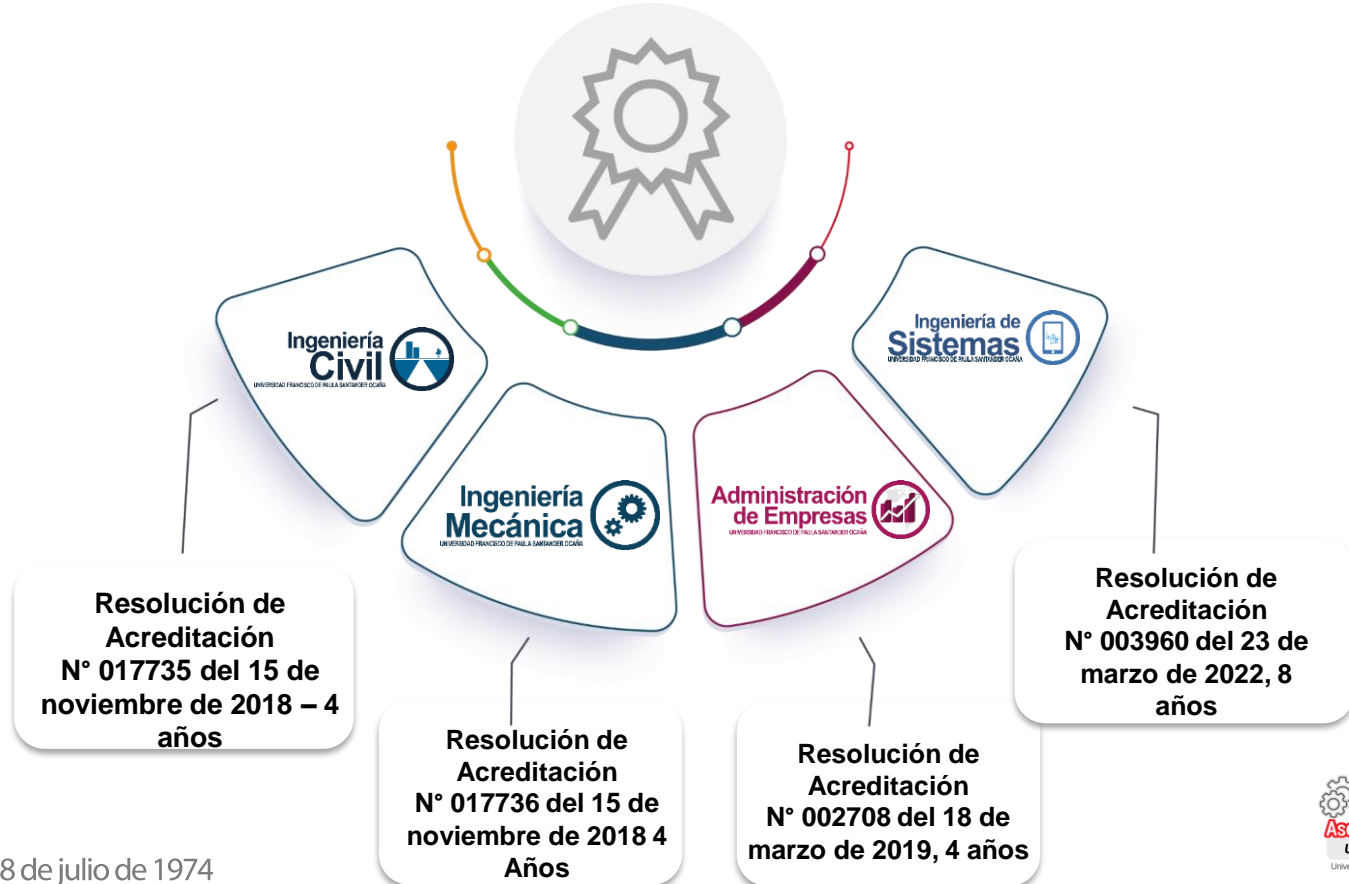 Ingeniería
Civil
UNIVERSIDAD FRANCISCO DE PAULA SANTANDER OCAÑA
Ingeniería de
Sistemas
UNIVERSIDAD FRANCISCO DE PAULA SANTANDER OCAÑA
Ingeniería
Mecánica
UNIVERSIDAD FRANCISCO DE PAULA SANTANDER OCAÑA
Administración
de Empresas
UNIVERSIDAD FRANCISCO DE PAULA SANTANDER OCAÑA
Resolución de
Acreditación
N° 017735 del 15 de
noviembre de 2018 – 4
años
Resolución de
Acreditación
N° 017736 del 15 de
noviembre de 2018 4
Años
Resolución de
Acreditación
N° 002708 del 18 de
marzo de 2019, 4 años
Resolución de
Acreditación
N° 003960 del 23 de
marzo de 2022, 8
años
8 de julio de 1974